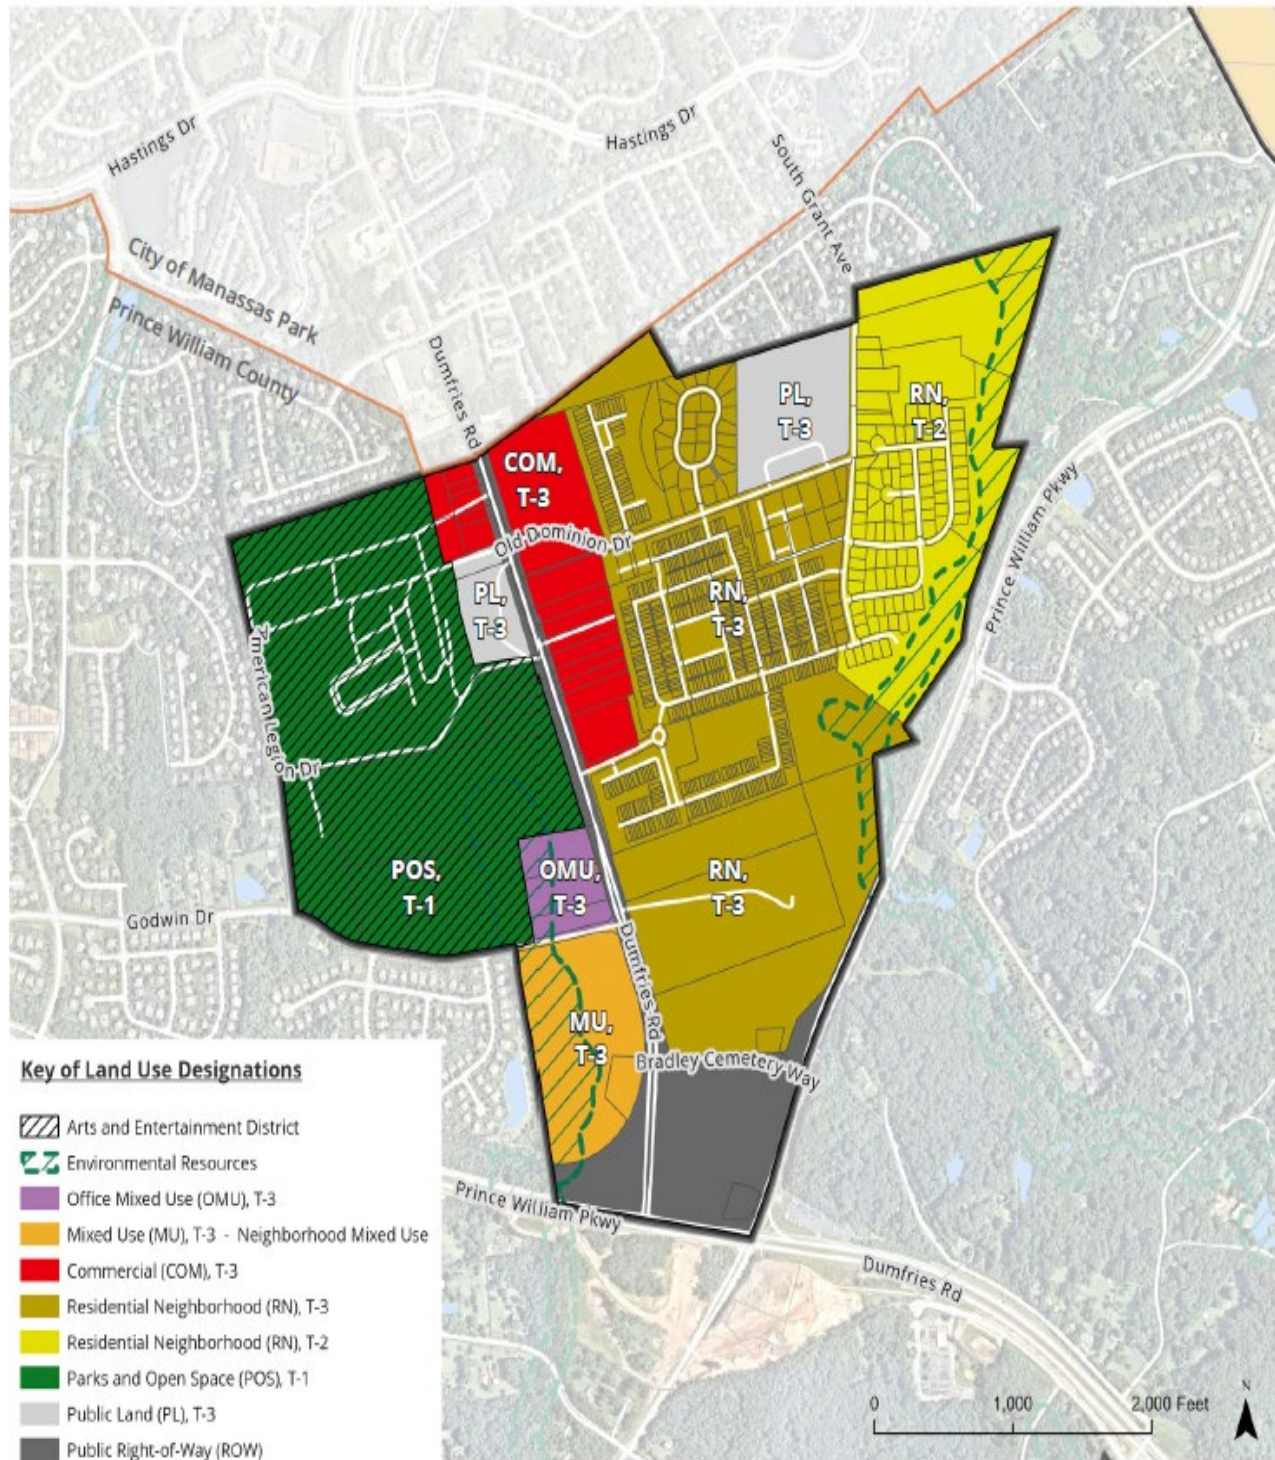 Hastings Dr
Hastings Dr
South Grant Ave
City of Manassas Park
Prince William County
Dumfries Rd
PL,
T-3
RN,
T-2
COM,
T-3
Old Dominion Dr
Prince William Pkwy
PL,
T-3
RN,
T-3
American Legion Dr
POS,
T-1
OMU,
T-3
RN,
T-3
Godwin Dr
Dumfries Rd
MU,
T-3
Bradley Cemetery Way
Prince William Pkwy
Dumfries Rd
Key of Land Use Designations
Arts and Entertainment District
Environmental Resources
Office Mixed Use (OMU), T-3
Mixed Use (MU), T-3 - Neighborhood Mixed Use
Commercial (COM), T-3
Residential Neighborhood (RN), T-3
Residential Neighborhood (RN), T-2
Parks and Open Space (POS), T-1
Public Land (PL), T-3
Public Right-of-Way (ROW)
0 1,000 2,000 Feet
N